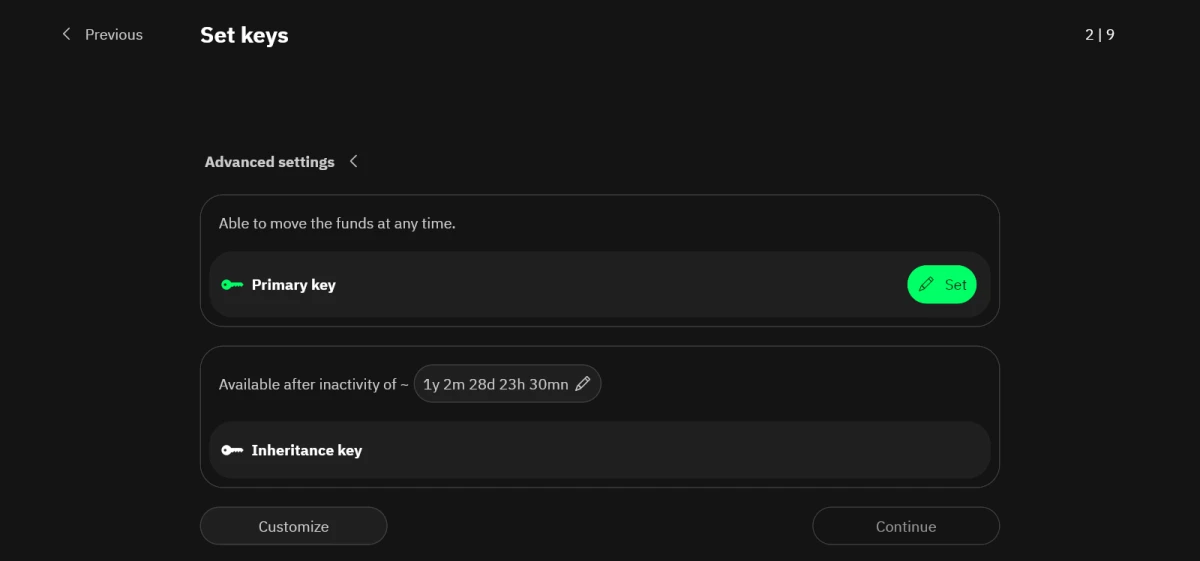 Previous
Set keys
2 | 9
Advanced settings
Able to move the funds at any time.
Primary key
Set
Available after inactivity of ~ 1y 2m 28d 23h 30mn
Inheritance key
Customize
Continue